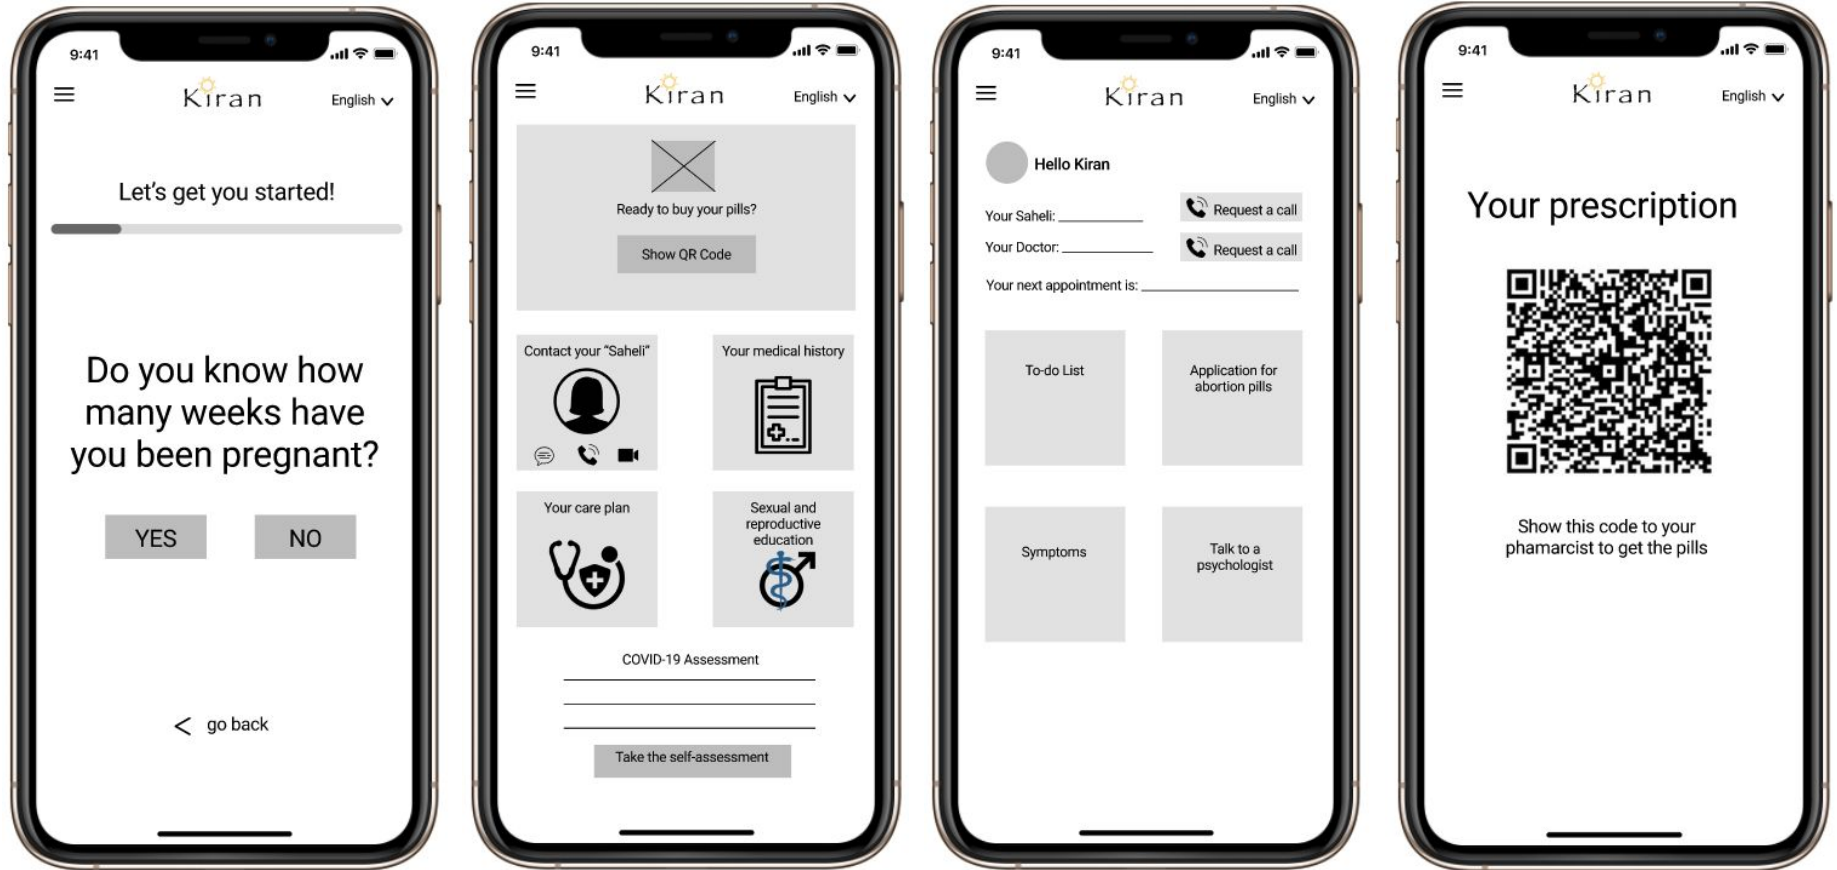 9:41
Kiran
English
Let's get you started!
Do you know how
many weeks have
you been pregnant?
YES
NO
< go back
9:41
Kiran
English
Ready to buy your pills?
Show QR Code
Contact your “Saheli”
Your medical history
Your care plan
Sexual and
reproductive
education
COVID-19 Assessment
Take the self-assessment
9:41
Kiran
English
Hello Kiran
Your Saheli:
Request a call
Your Doctor:
Request a call
Your next appointment is:
To-do List
Application for
abortion pills
Symptoms
Talk to a
psychologist
9:41
Kiran
English
Your prescription
Show this code to your
phamarcist to get the pills